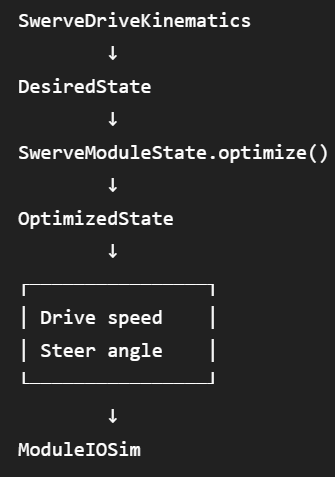 SwerveDriveKinematics
↓
DesiredState
↓
SwerveModuleState.optimize()
↓
OptimizedState
↓
Drive speed
Steer angle
↓
ModuleIOSim